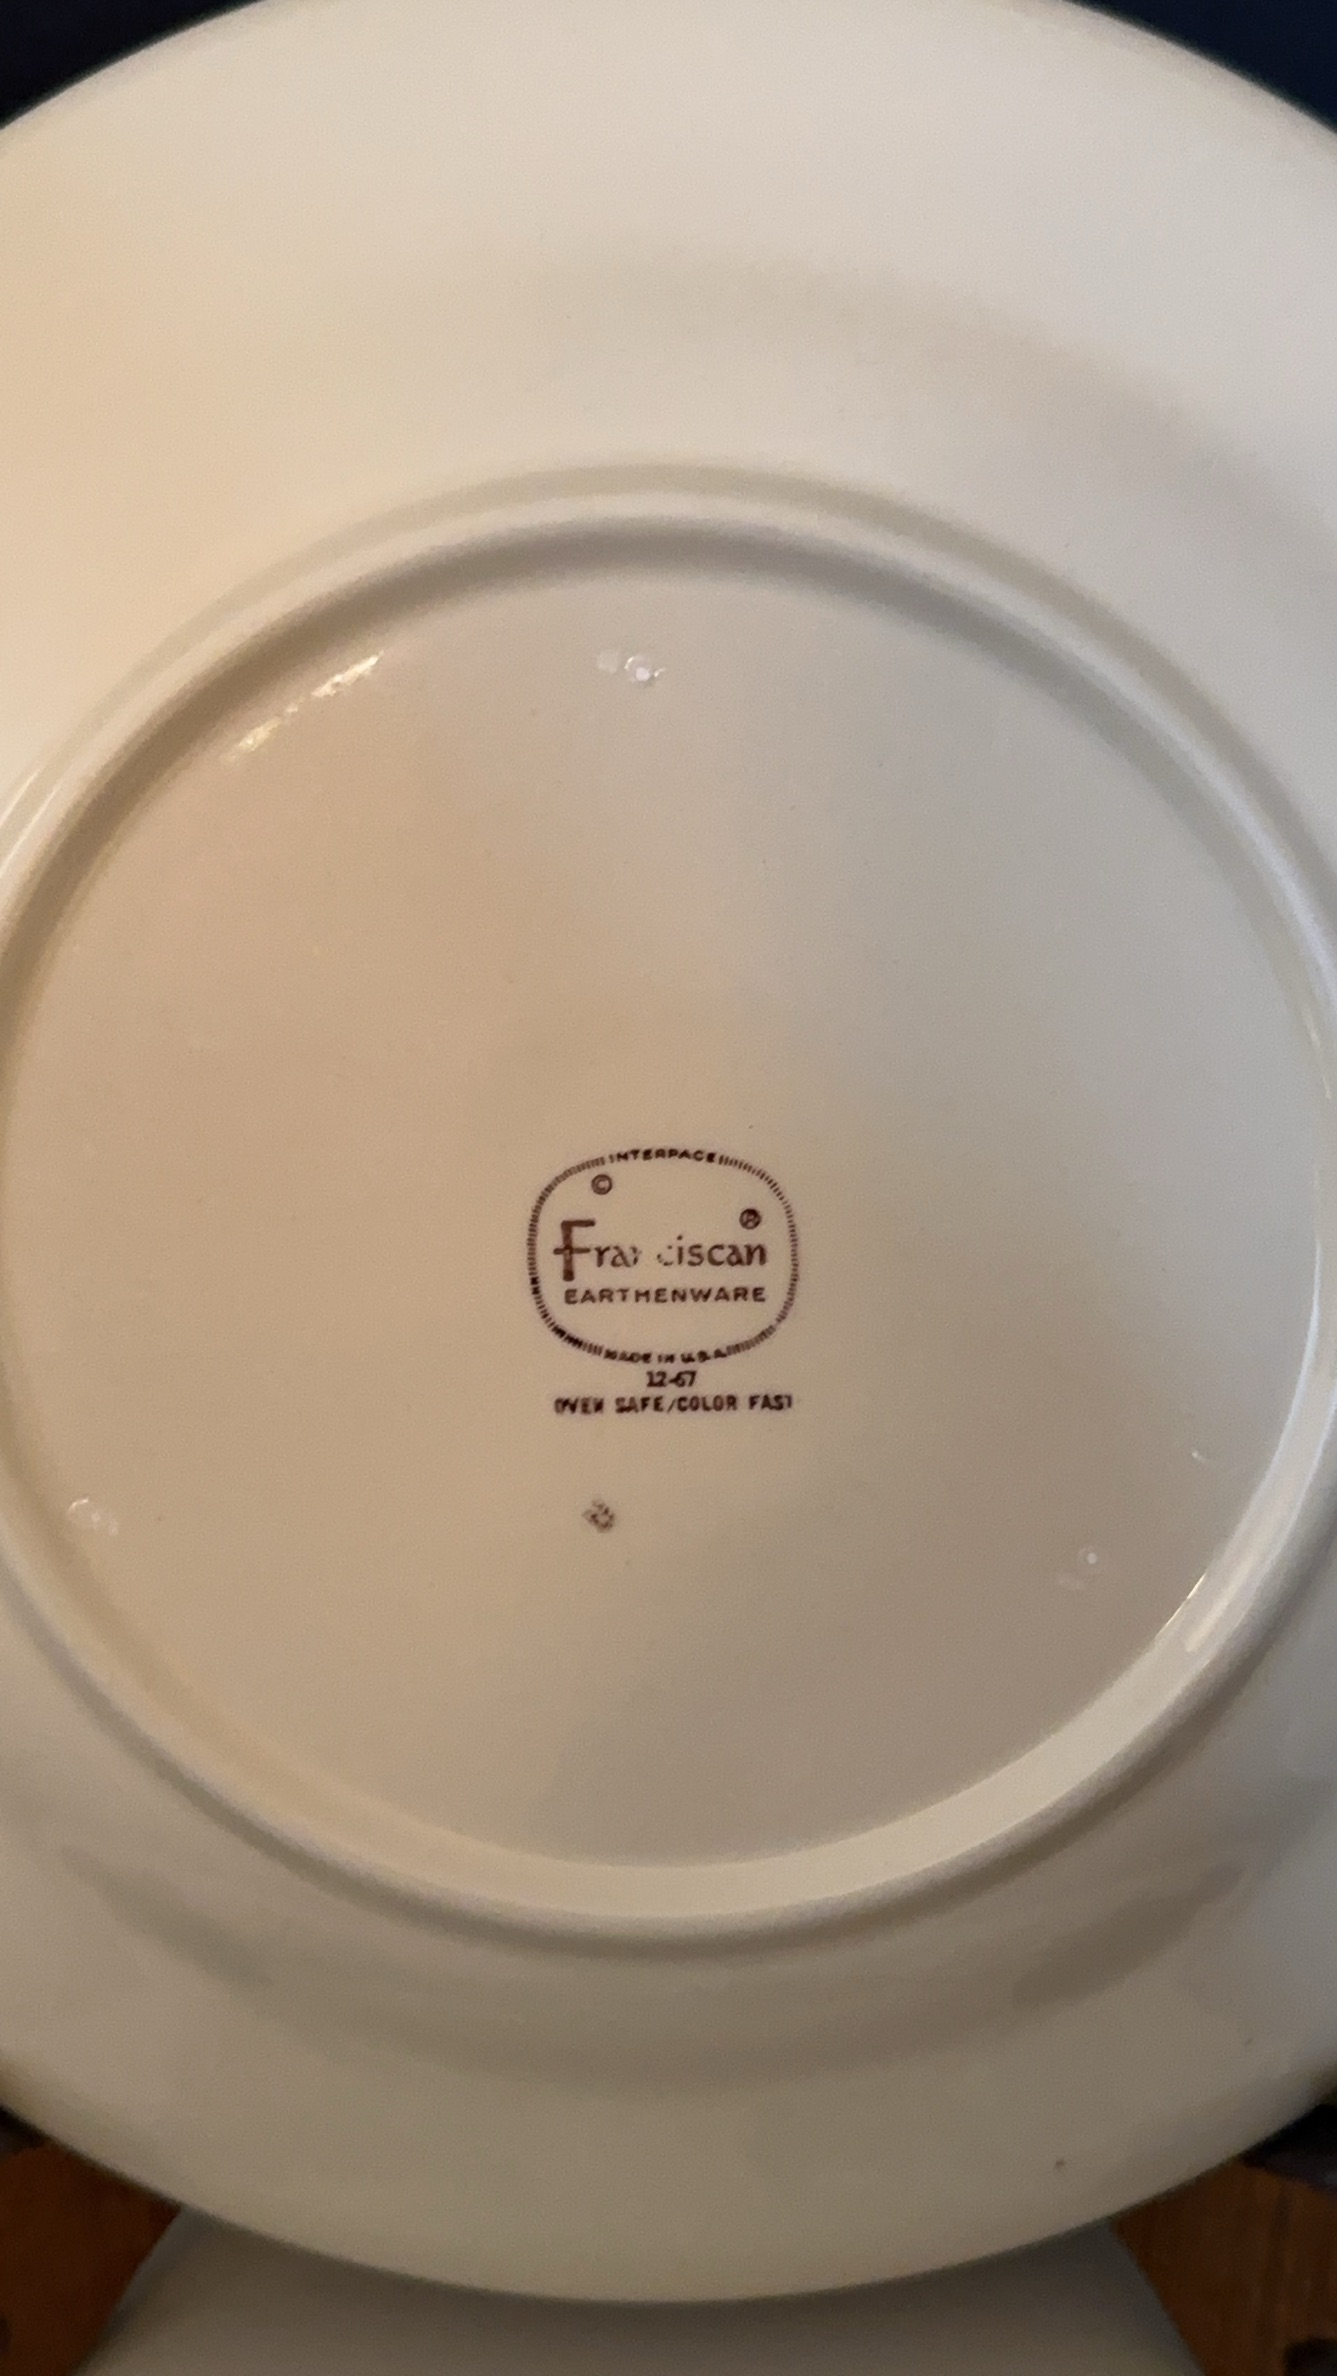 INTERPACE
©
®
Franciscan
EARTHENWARE
MADE IN U.S.A.
12-67
OVEN SAFE/COLOR FAST